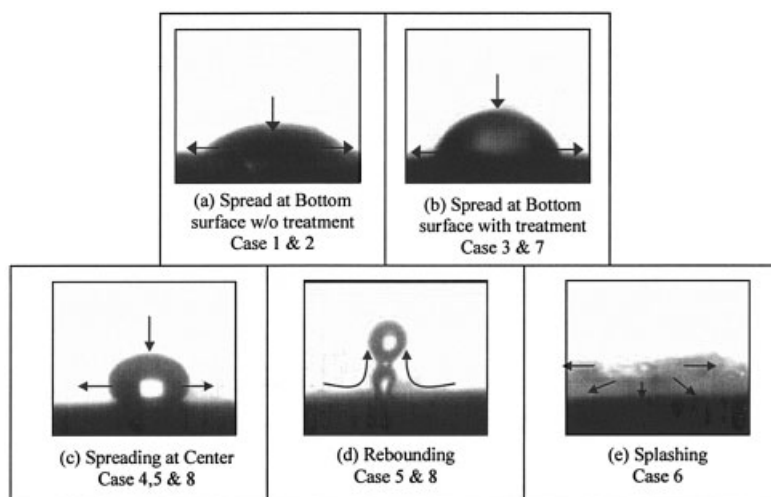 (a) Spread at Bottom
surface w/o treatment
Case 1 & 2
(b) Spread at Bottom
surface with treatment
Case 3 & 7
(c) Spreading at Center
Case 4,5 & 8
(d) Rebounding
Case 5 & 8
(e) Splashing
Case 6